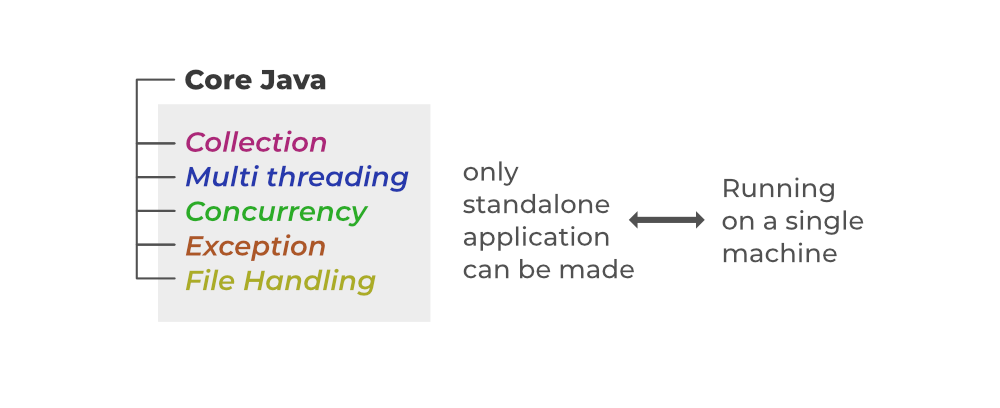 Core Java
Collection
Multi threading
Concurrency
Exception
File Handling
only
standalone
application
can be made
Running
on a single
machine